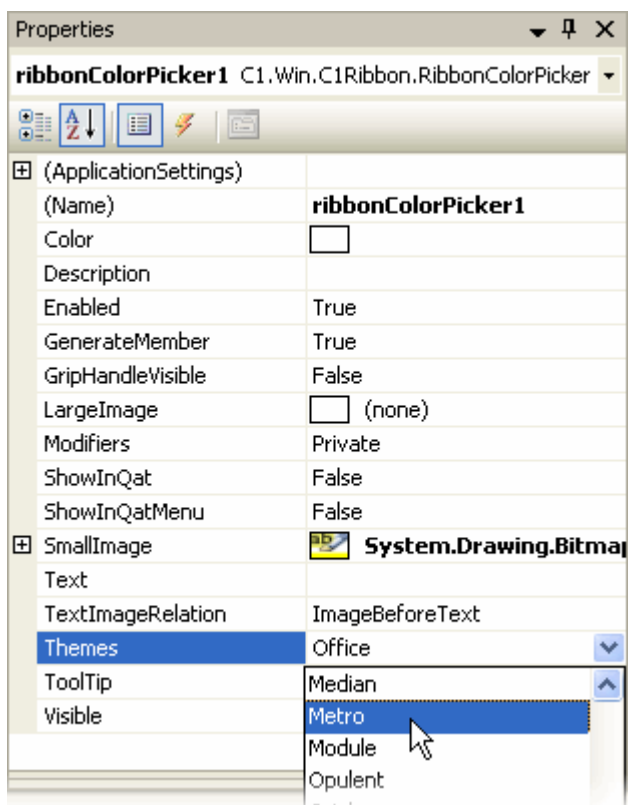 Properties
ribbonColorPicker1 C1.Win.C1Ribbon.RibbonColorPicker
(ApplicationSettings)
(Name) ribbonColorPicker1
Color
Description
Enabled True
GenerateMember True
GripHandleVisible False
LargeImage (none)
Modifiers Private
ShowInQat False
ShowInQatMenu False
SmallImage System.Drawing.Bitmap
Text
TextImageRelation ImageBeforeText
Themes Office
ToolTip Median
Visible Metro
Module
Opulent